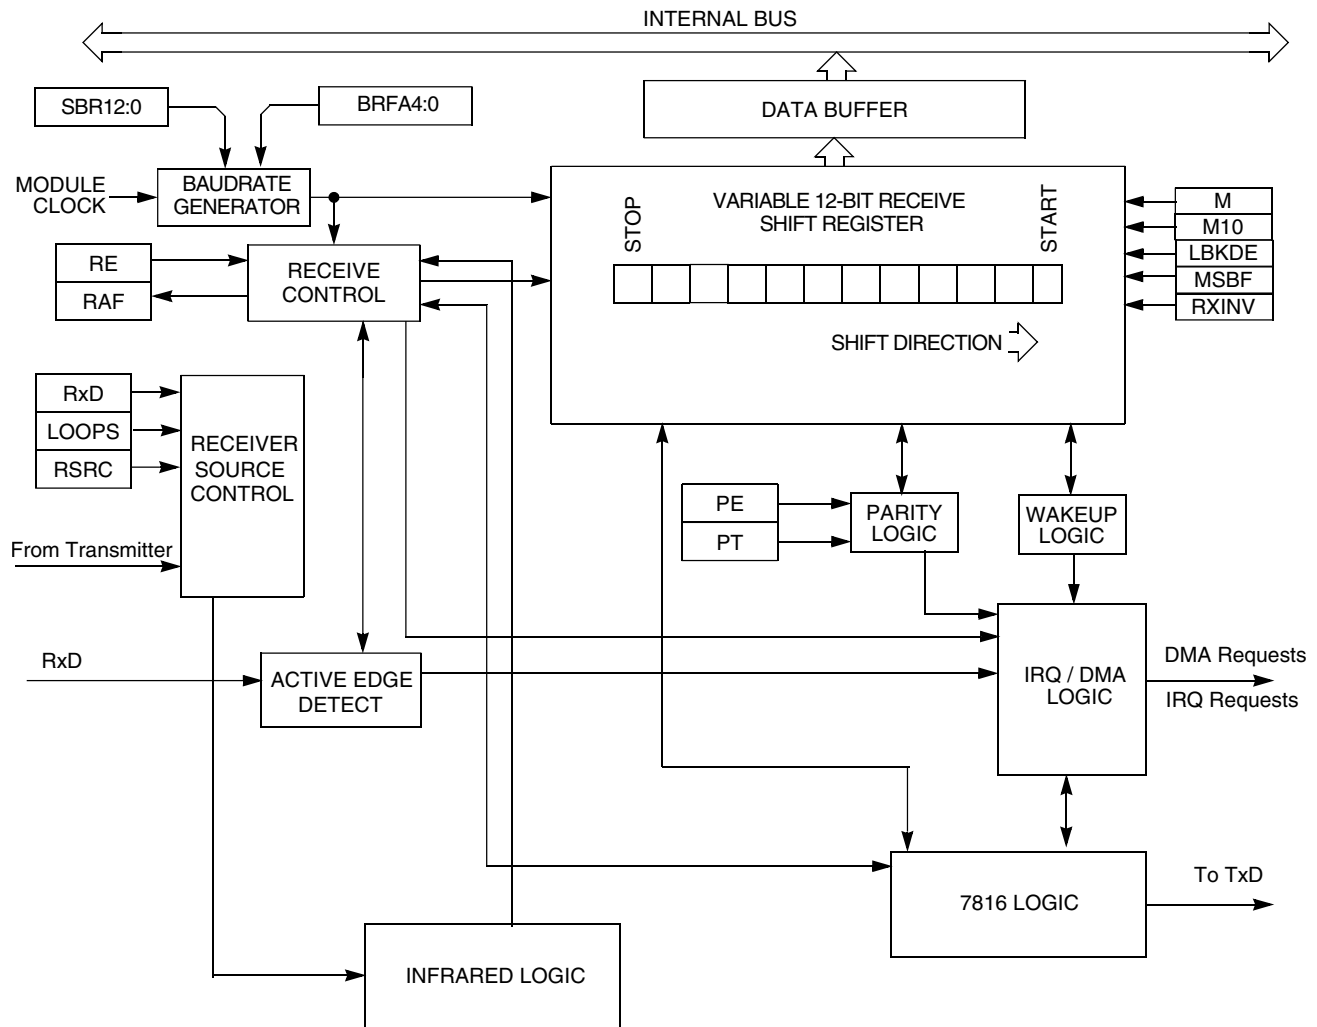 INTERNAL BUS
SBR12:0
BRFA4:0
DATA BUFFER
MODULE
CLOCK
BAUDRATE
GENERATOR
VARIABLE 12-BIT RECEIVE
SHIFT REGISTER
STOP
START
M
M10
LBKDE
MSBF
RXINV
RE
RAF
RECEIVE
CONTROL
SHIFT DIRECTION
RxD
LOOPS
RSRC
RECEIVER
SOURCE
CONTROL
From Transmitter
PE
PT
PARITY
LOGIC
WAKEUP
LOGIC
RxD
ACTIVE EDGE
DETECT
IRQ / DMA
LOGIC
DMA Requests
IRQ Requests
7816 LOGIC
To TxD
INFRARED LOGIC